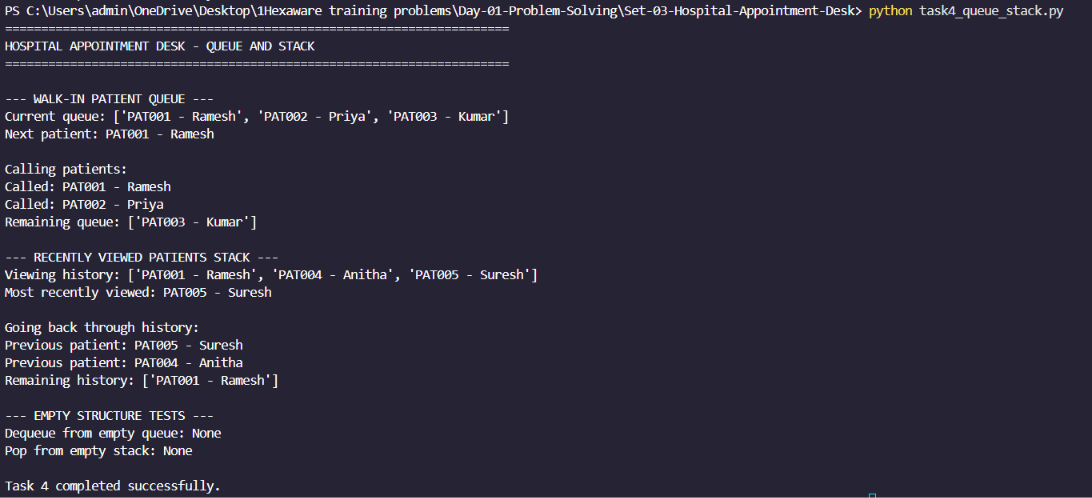 PS C:\Users\admin\OneDrive\Desktop\1Hexaware training problems\Day-01-Problem-Solving\Set-03-Hospital-Appointment-Desk> python task4_queue_stack.py
======================================================================
HOSPITAL APPOINTMENT DESK - QUEUE AND STACK
======================================================================
--- WALK-IN PATIENT QUEUE ---
Current queue: ['PAT001 - Ramesh', 'PAT002 - Priya', 'PAT003 - Kumar']
Next patient: PAT001 - Ramesh
Calling patients:
Called: PAT001 - Ramesh
Called: PAT002 - Priya
Remaining queue: ['PAT003 - Kumar']
--- RECENTLY VIEWED PATIENTS STACK ---
Viewing history: ['PAT001 - Ramesh', 'PAT004 - Anitha', 'PAT005 - Suresh']
Most recently viewed: PAT005 - Suresh
Going back through history:
Previous patient: PAT005 - Suresh
Previous patient: PAT004 - Anitha
Remaining history: ['PAT001 - Ramesh']
--- EMPTY STRUCTURE TESTS ---
Dequeue from empty queue: None
Pop from empty stack: None
Task 4 completed successfully.